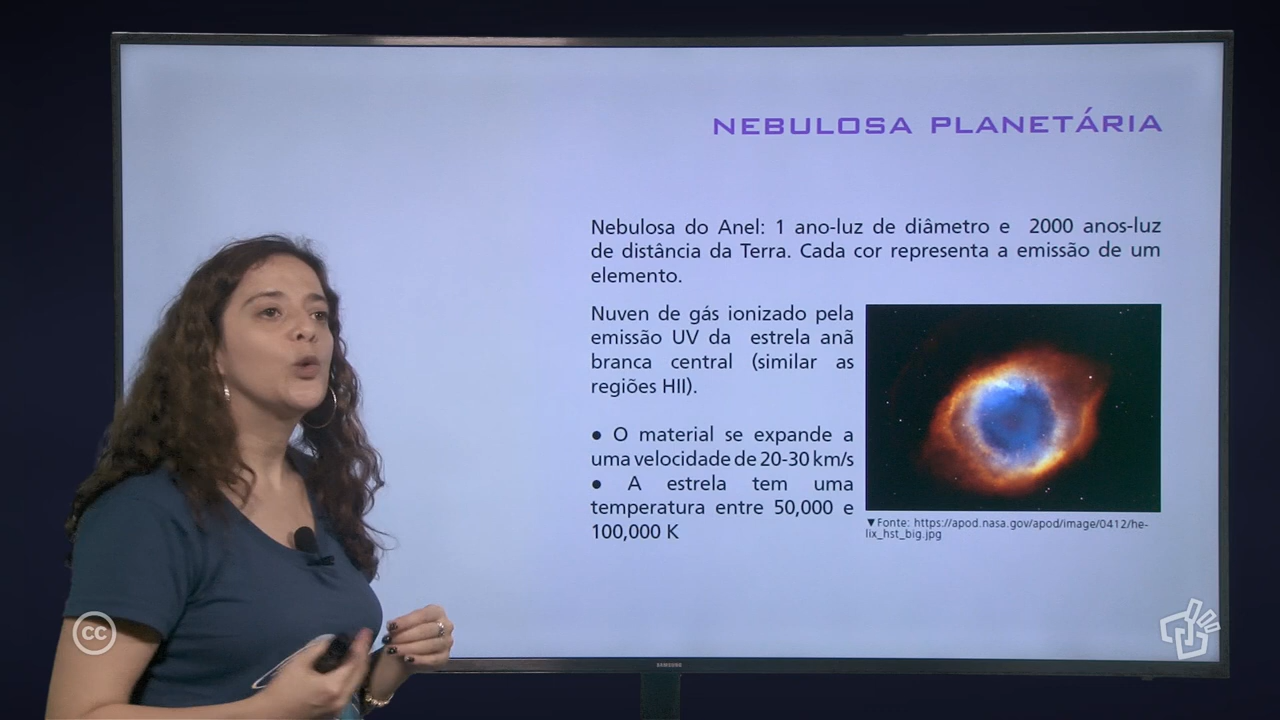 NEBULOSA PLANETÁRIA
Nebulosa do Anel: 1 ano-luz de diâmetro e 2000 anos-luz
de distância da Terra. Cada cor representa a emissão de um
elemento.
Nuven de gás ionizado pela
emissão UV da estrela anã
branca central (similar as
regiões HII).
● O material se expande a
uma velocidade de 20-30 km/s
● A estrela tem uma
temperatura entre 50,000 e
100,000 K
▼Fonte: https://apod.nasa.gov/apod/image/0412/he-
lix_hst_big.jpg
cc
SAMSUNG